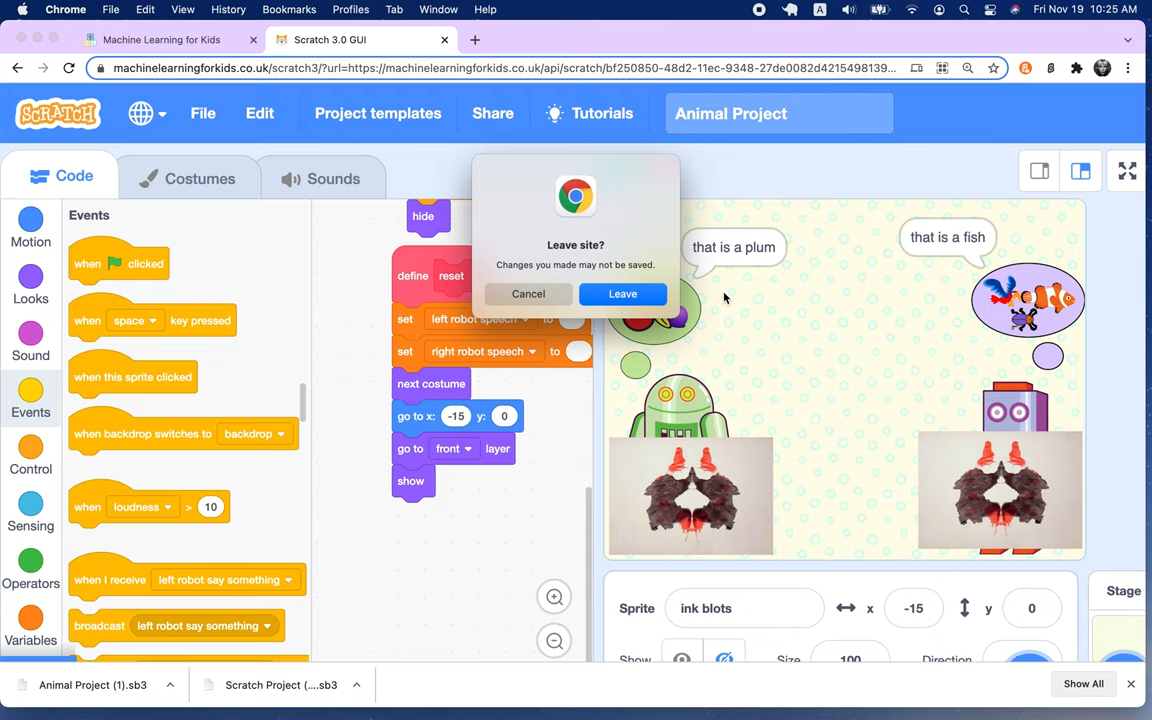 Chrome File Edit View History Bookmarks Profiles Tab Window Help A Fri Nov 19 10:25 AM
Machine Learning for Kids Scratch 3.0 GUI
machinelearningforkids.co.uk/scratch3/?url=https://machinelearningforkids.co.uk/api/scratch/bf250850-48d2-11ec-9348-27de0082d4215498139...
SCRATCH File Edit Project templates Share Tutorials Animal Project
Code Costumes Sounds
Motion
Looks
Sound
Events
Control
Sensing
Operators
Variables
Events
when clicked
when space key pressed
when this sprite clicked
when backdrop switches to backdrop
when loudness > 10
when I receive left robot say something
broadcast left robot say something
hide
define reset
set left robot speech to
set right robot speech to
next costume
go to x: -15 y: 0
go to front layer
show
Leave site?
Changes you made may not be saved.
Cancel Leave
that is a plum
that is a fish
Sprite ink blots x -15 y 0
Show Size 100 Direction
Stage
Animal Project (1).sb3 Scratch Project (....sb3 Show All